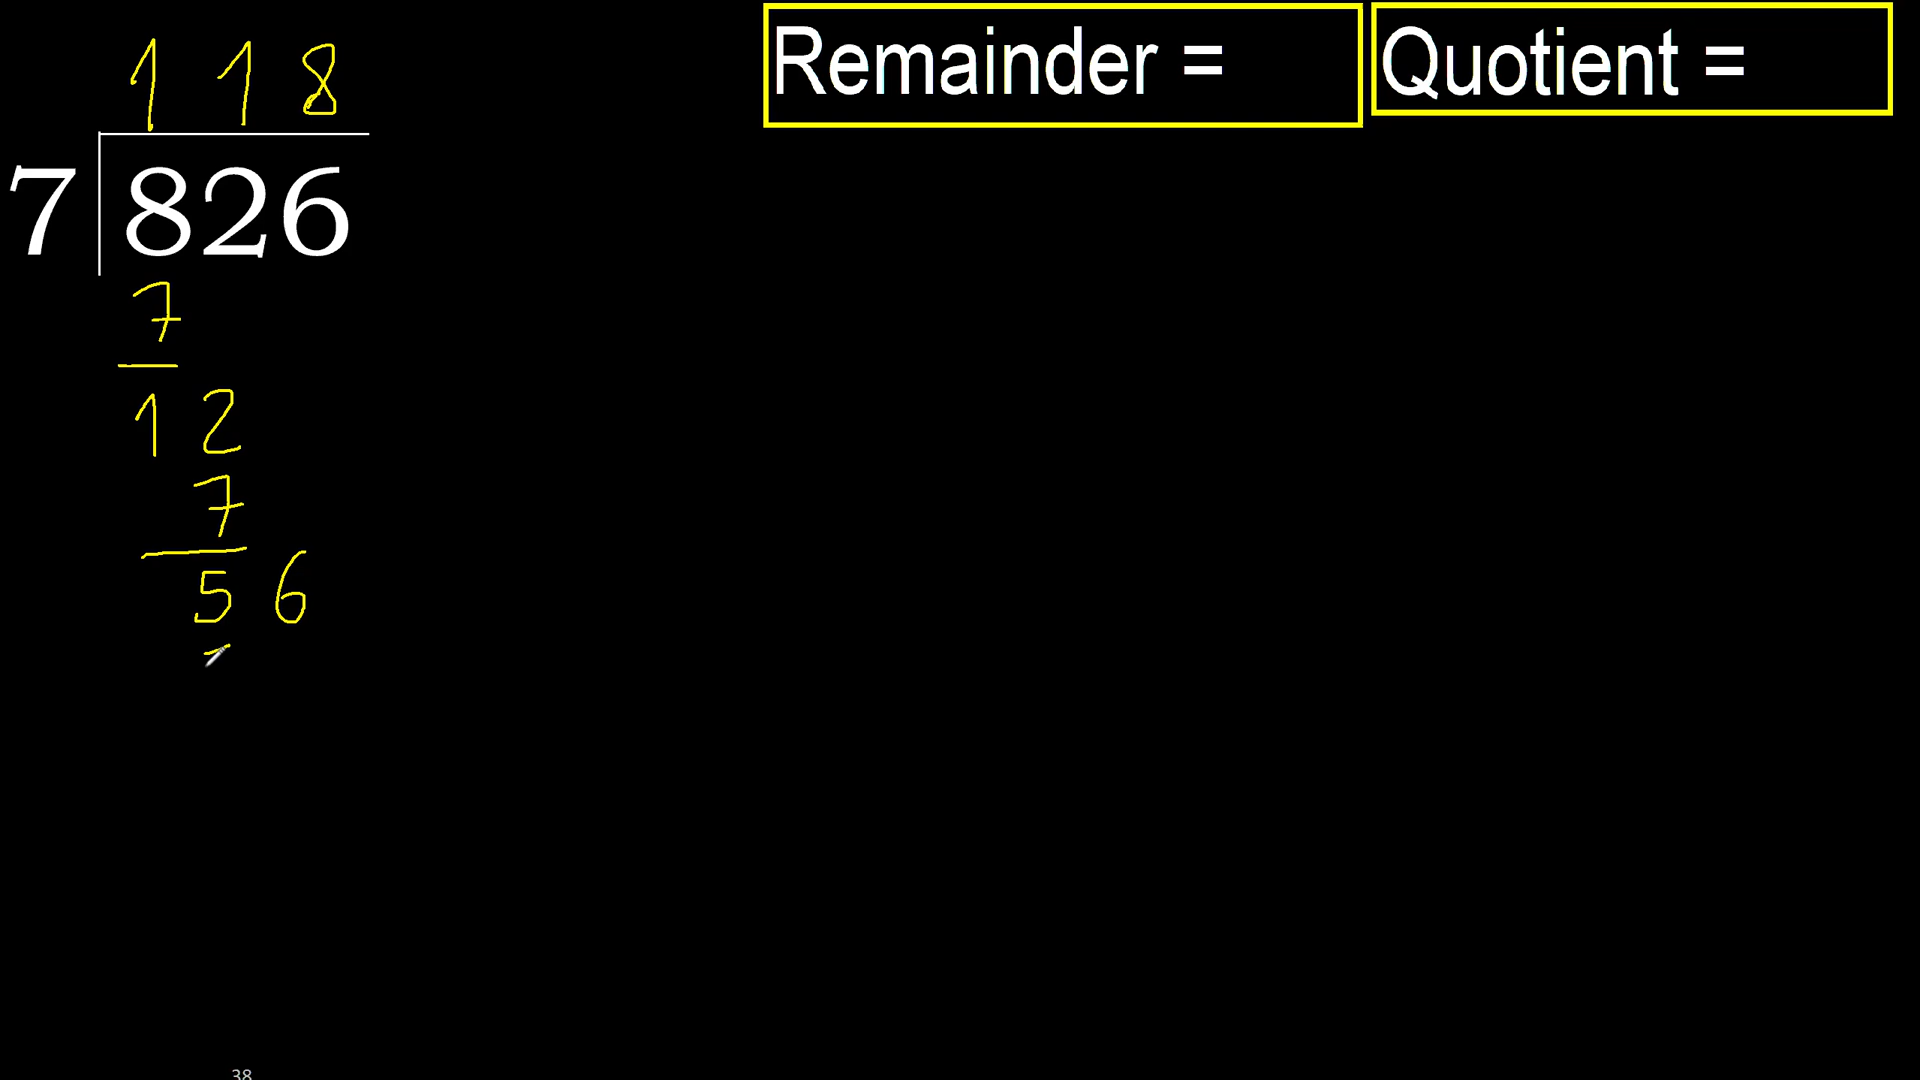 Remainder =
Quotient =
1 1 8
7 826
7
1 2
7
5 6
38